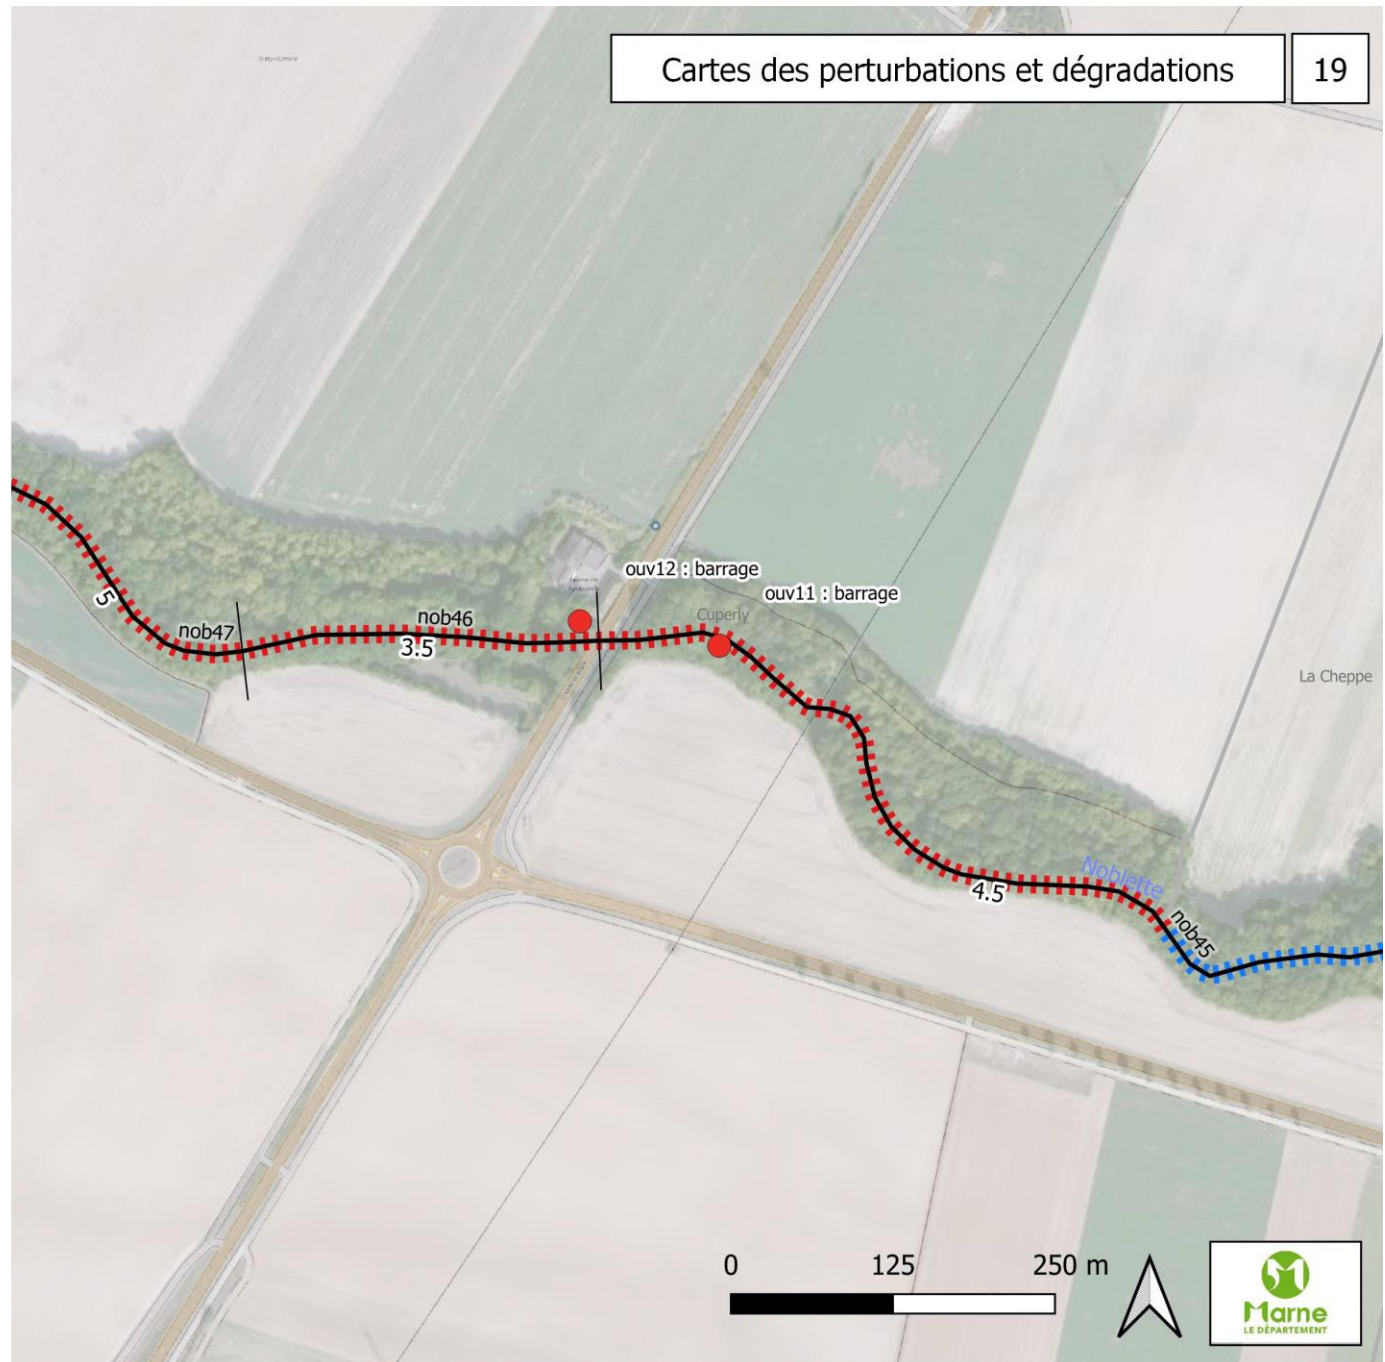 Cartes des perturbations et dégradations
19
ouv12 : barrage
ouv11 : barrage
Cuperly
nob46
3.5
nob47
5
La Cheppe
Noblette
4.5
nob45
0 125 250 m
Marne
LE DÉPARTEMENT